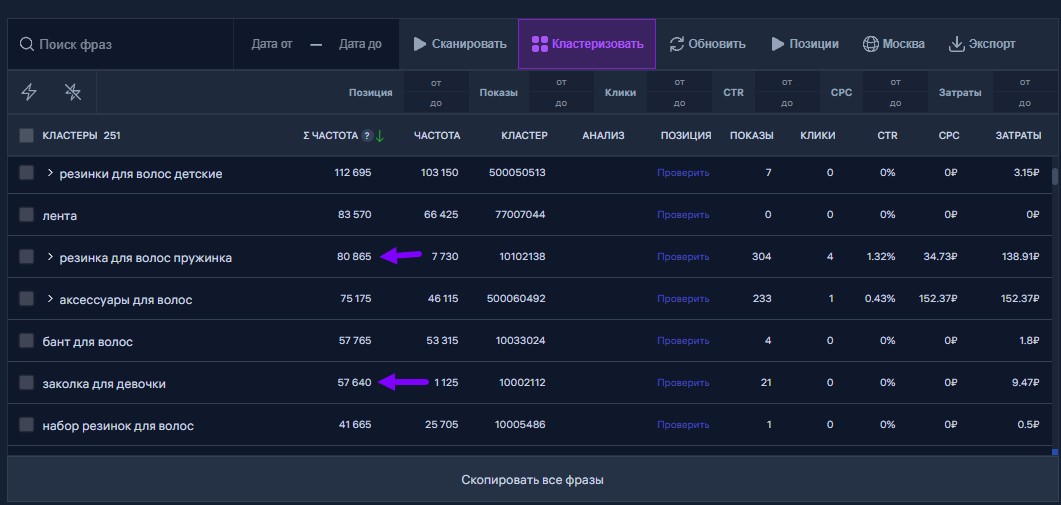 Поиск фраз Дата от — Дата до Сканировать Кластеризовать Обновить Позиции Москва Экспорт
Позиция от до Показы от до Клики от до CTR от до CPC от до Затраты от до
КЛАСТЕРЫ 251 Σ ЧАСТОТА ? ЧАСТОТА КЛАСТЕР АНАЛИЗ ПОЗИЦИЯ ПОКАЗЫ КЛИКИ CTR CPC ЗАТРАТЫ
резинки для волос детские 112 695 103 150 500050513 Проверить 7 0 0% 0₽ 3.15₽
лента 83 570 66 425 77007044 Проверить 0 0 0% 0₽ 0₽
резинка для волос пружинка 80 865 7 730 10102138 Проверить 304 4 1.32% 34.73₽ 138.91₽
аксессуары для волос 75 175 46 115 500060492 Проверить 233 1 0.43% 152.37₽ 152.37₽
бант для волос 57 765 53 315 10033024 Проверить 4 0 0% 0₽ 1.8₽
заколка для девочки 57 640 1 125 10002112 Проверить 21 0 0% 0₽ 9.47₽
набор резинок для волос 41 665 25 705 10005486 Проверить 1 0 0% 0₽ 0.5₽
Скопировать все фразы